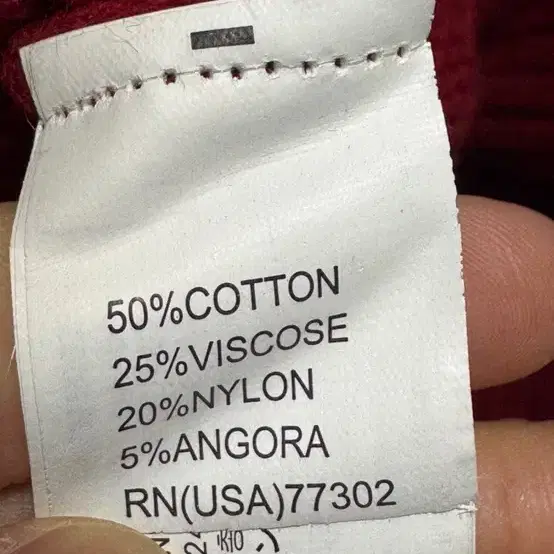 50%COTTON
25%VISCOSE
20%NYLON
5%ANGORA
RN(USA)77302